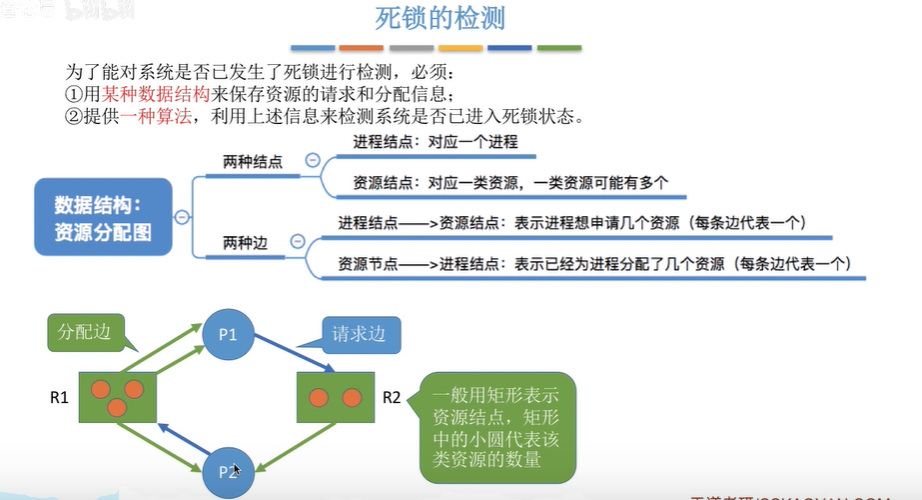 bilibili
死锁的检测
为了能对系统是否已发生了死锁进行检测，必须：
①用某种数据结构来保存资源的请求和分配信息；
②提供一种算法，利用上述信息来检测系统是否已进入死锁状态。
数据结构：
资源分配图
两种结点
进程结点：对应一个进程
资源结点：对应一类资源，一类资源可能有多个
两种边
进程结点——>资源结点：表示进程想申请几个资源（每条边代表一个）
资源节点——>进程结点：表示已经为进程分配了几个资源（每条边代表一个）
分配边
P1
请求边
R1
R2
一般用矩形表示
资源结点，矩形
中的小圆代表该
类资源的数量
P2